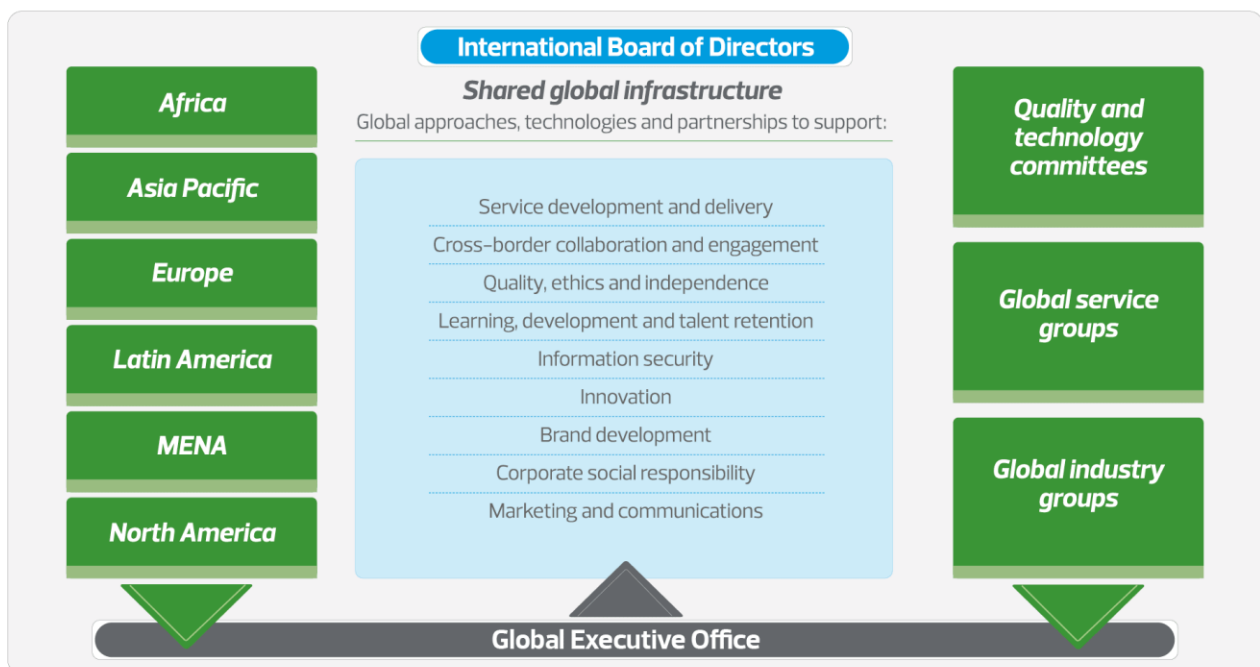 International Board of Directors
Shared global infrastructure
Global approaches, technologies and partnerships to support:
Africa
Asia Pacific
Europe
Latin America
MENA
North America
Service development and delivery
Cross-border collaboration and engagement
Quality, ethics and independence
Learning, development and talent retention
Information security
Innovation
Brand development
Corporate social responsibility
Marketing and communications
Quality and
technology
committees
Global service
groups
Global industry
groups
Global Executive Office